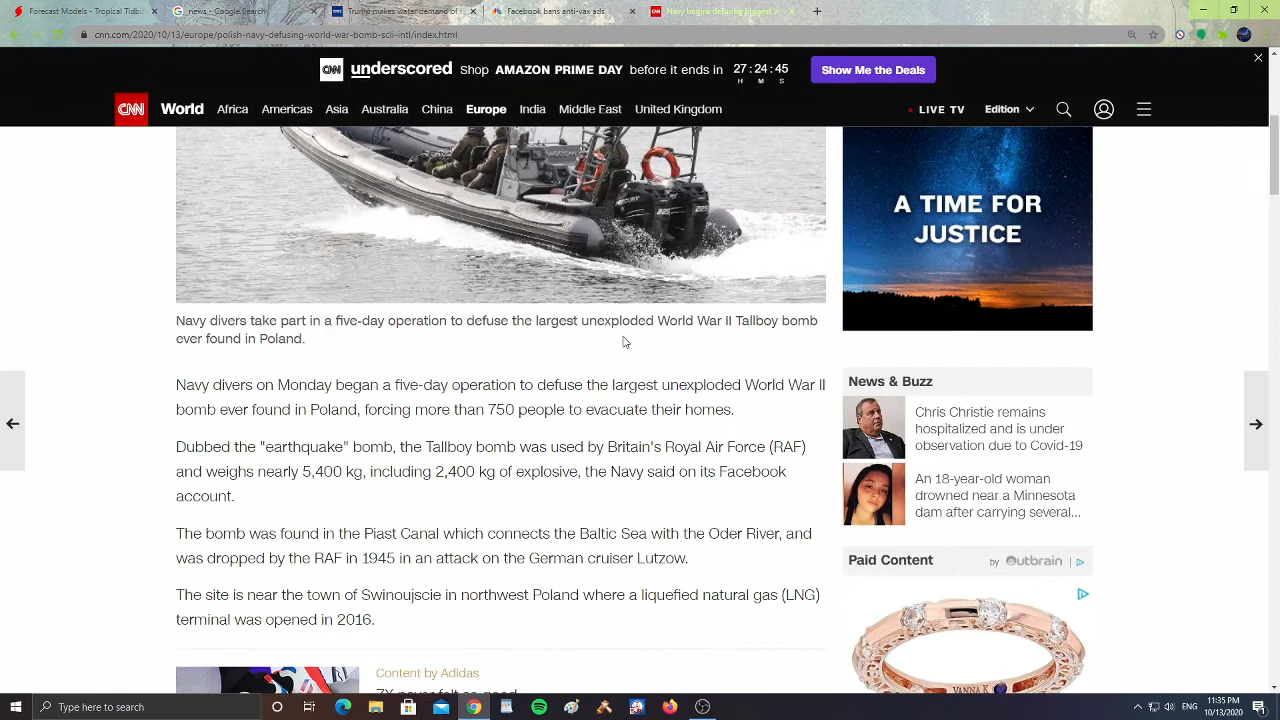 Forecast Models - Tropical Tidbit
news - Google Search
Trump makes water demand of
Facebook bans anti-vax ads
Navy begins defusing biggest W
cnn.com/2020/10/13/europe/polish-navy-defusing-world-war-bomb-scli-intl/index.html
CNN underscored Shop AMAZON PRIME DAY before it ends in 27:24:45 Show Me the Deals
H M S
CNN World Africa Americas Asia Australia China Europe India Middle East United Kingdom LIVE TV Edition
MERCURY 225 225
A TIME FOR
JUSTICE
Navy divers take part in a five-day operation to defuse the largest unexploded World War II Tallboy bomb
ever found in Poland.
Navy divers on Monday began a five-day operation to defuse the largest unexploded World War II
bomb ever found in Poland, forcing more than 750 people to evacuate their homes.
Dubbed the "earthquake" bomb, the Tallboy bomb was used by Britain's Royal Air Force (RAF)
and weighs nearly 5,400 kg, including 2,400 kg of explosive, the Navy said on its Facebook
account.
The bomb was found in the Piast Canal which connects the Baltic Sea with the Oder River, and
was dropped by the RAF in 1945 in an attack on the German cruiser Lutzow.
The site is near the town of Swinoujscie in northwest Poland where a liquefied natural gas (LNG)
terminal was opened in 2016.
Content by Adidas
ZX never felt so good
News & Buzz
Chris Christie remains
hospitalized and is under
observation due to Covid-19
An 18-year-old woman
drowned near a Minnesota
dam after carrying several...
Paid Content by Outbrain
VANNA K
Type here to search
11:35 PM
10/13/2020